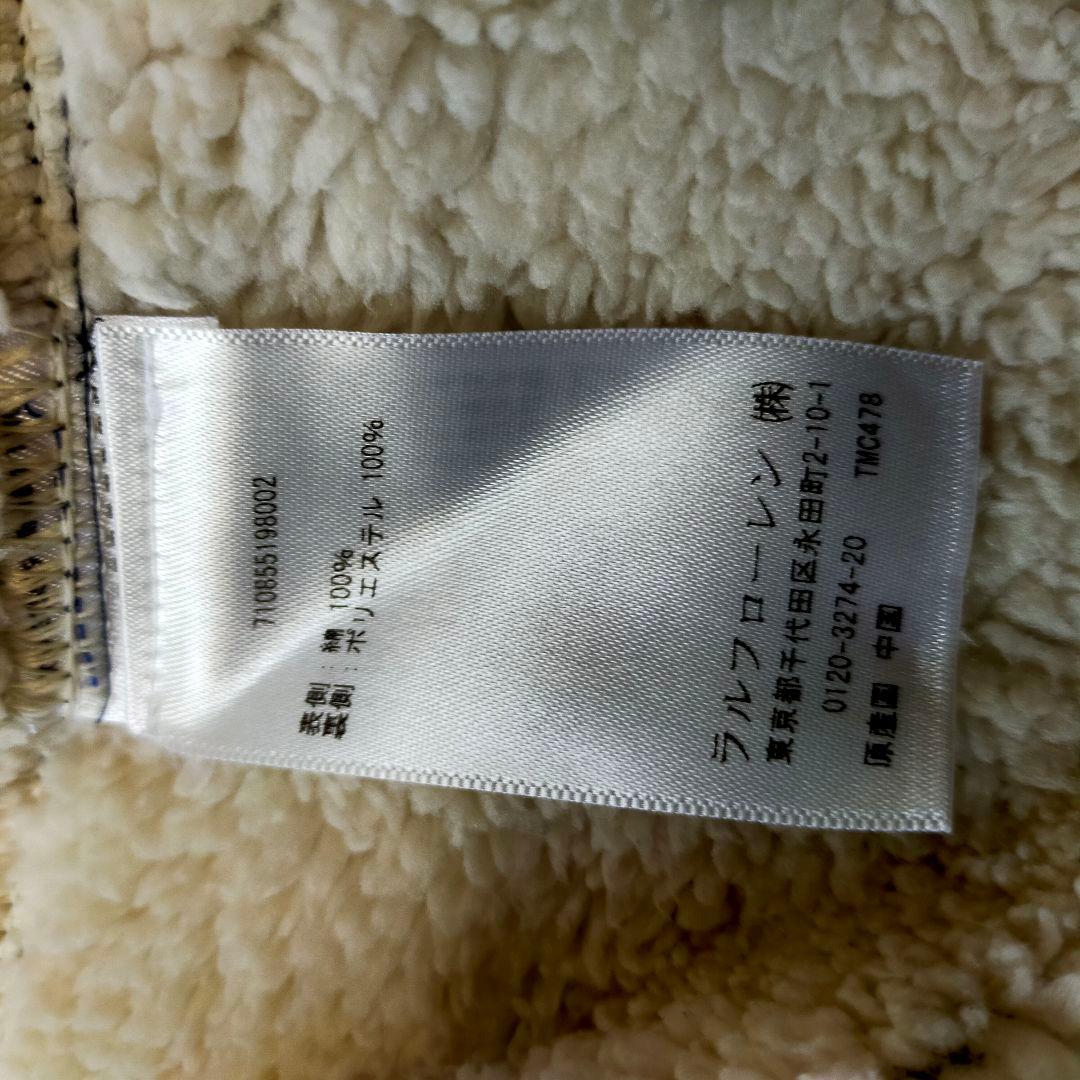 710855198002
表側: 綿 100%
裏側: ポリエステル 100%
ラルフローレン ㈱
東京都千代田区永田町2-10-1
0120-3274-20
原産国 中国 TMC478